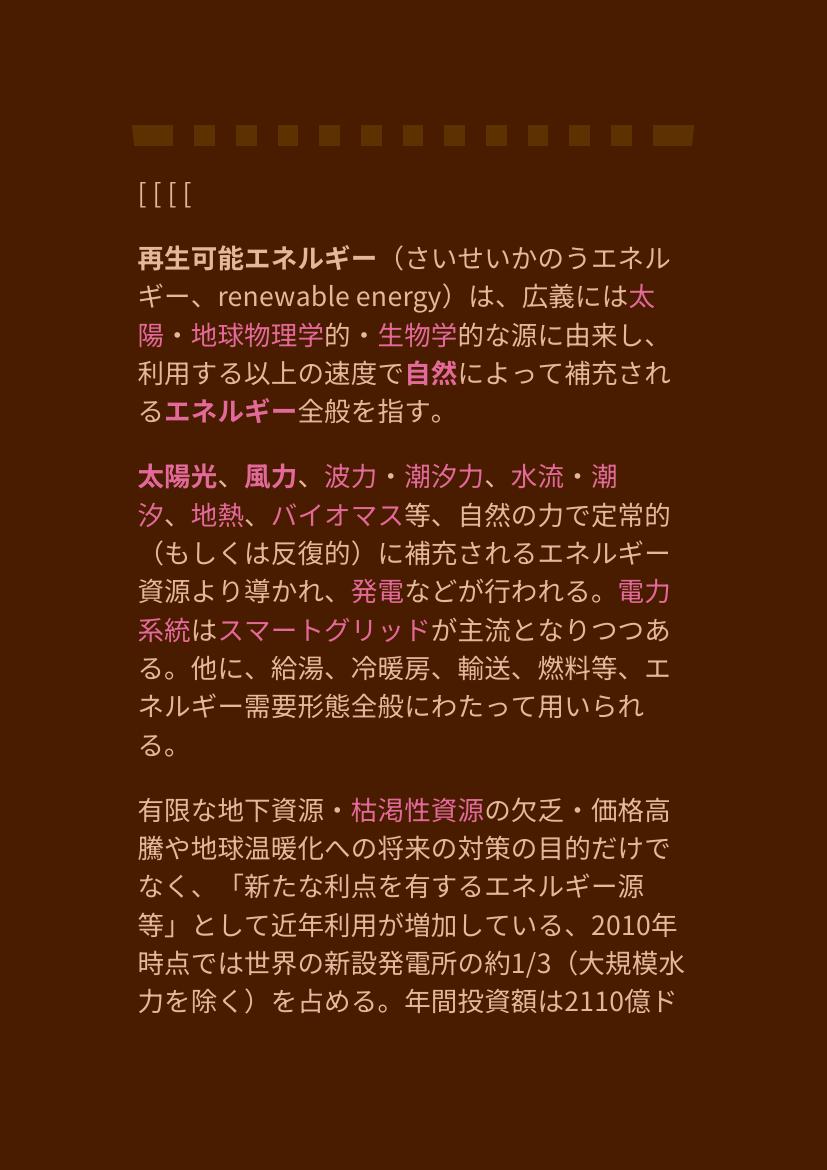 [ [ [ [
再生可能エネルギー（さいせいかのうエネル
ギー、renewable energy）は、広義には太
陽・地球物理学的・生物学的な源に由来し、
利用する以上の速度で自然によって補充され
るエネルギー全般を指す。
太陽光、風力、波力・潮汐力、水流・潮
汐、地熱、バイオマス等、自然の力で定常的
（もしくは反復的）に補充されるエネルギー
資源より導かれ、発電などが行われる。電力
系統はスマートグリッドが主流となりつつあ
る。他に、給湯、冷暖房、輸送、燃料等、エ
ネルギー需要形態全般にわたって用いられ
る。
有限な地下資源・枯渇性資源の欠乏・価格高
騰や地球温暖化への将来の対策の目的だけで
なく、「新たな利点を有するエネルギー源
等」として近年利用が増加している、2010年
時点では世界の新設発電所の約1/3（大規模水
力を除く）を占める。年間投資額は2110億ド